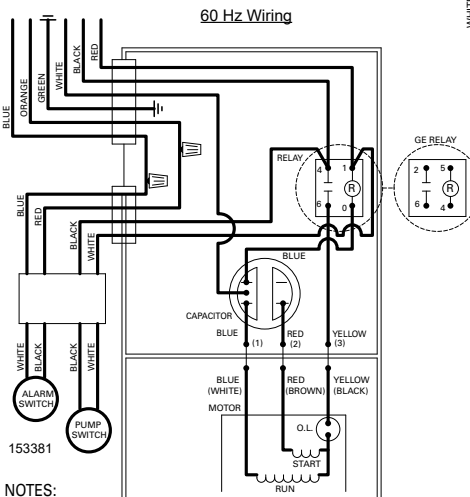 60 Hz Wiring
WHITE
BLUE
ORANGE
GREEN
WHITE
BLACK
RED
GE RELAY
RELAY
4
1
R
6
0
2
5
R
6
4
BLUE
RED
BLACK
WHITE
BLUE
CAPACITOR
BLUE
(1)
RED
(2)
YELLOW
(3)
WHITE
BLACK
BLACK
WHITE
BLUE
(WHITE)
RED
(BROWN)
YELLOW
(BLACK)
MOTOR
ALARM
SWITCH
PUMP
SWITCH
O.L.
START
RUN
153381
NOTES: